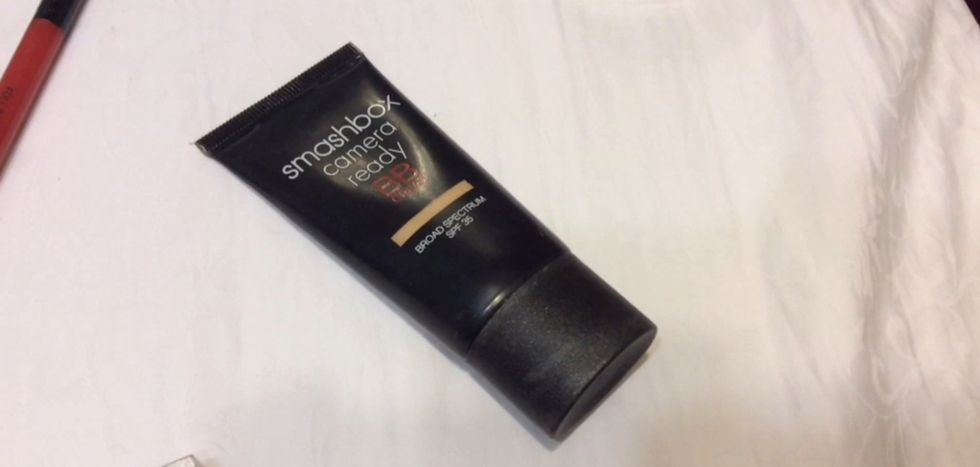 smashbox
camera
ready
BB
BROAD SPECTRUM
SPF 35